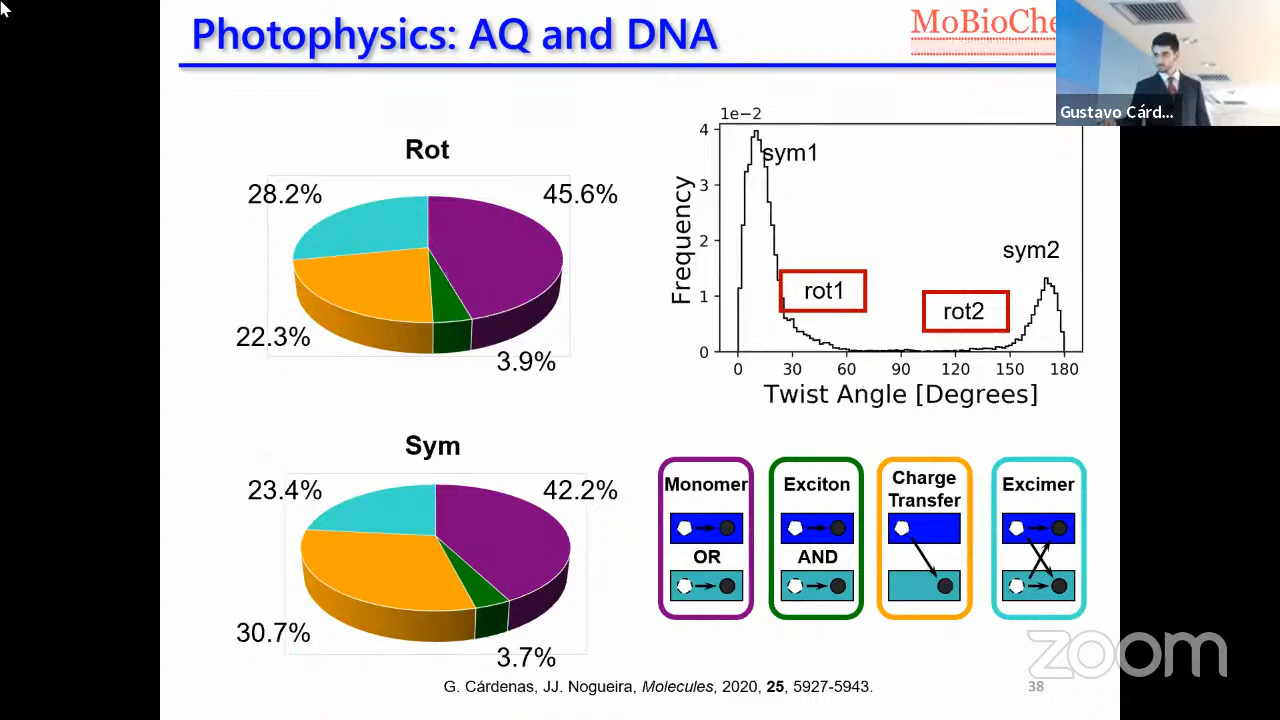 Photophysics: AQ and DNA
MoBioChe
Gustavo Cárd...
Rot
28.2%
45.6%
22.3%
3.9%
1e−2
4
3
2
1
0
Frequency
sym1
sym2
rot1
rot2
0 30 60 90 120 150 180
Twist Angle [Degrees]
Sym
23.4%
42.2%
30.7%
3.7%
Monomer
OR
Exciton
AND
Charge
Transfer
Excimer
zoom
G. Cárdenas, JJ. Nogueira, Molecules, 2020, 25, 5927-5943.
38